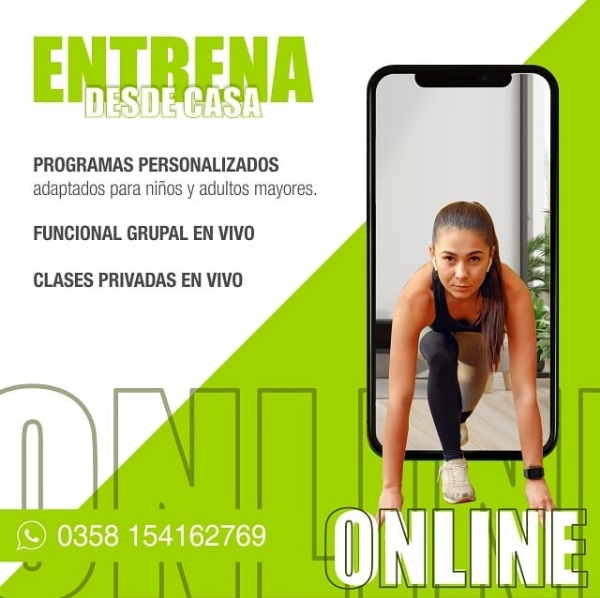 ENTRENA
DESDE CASA
PROGRAMAS PERSONALIZADOS
adaptados para niños y adultos mayores.
FUNCIONAL GRUPAL EN VIVO
CLASES PRIVADAS EN VIVO
ONLINE
0358 154162769
ONLINE